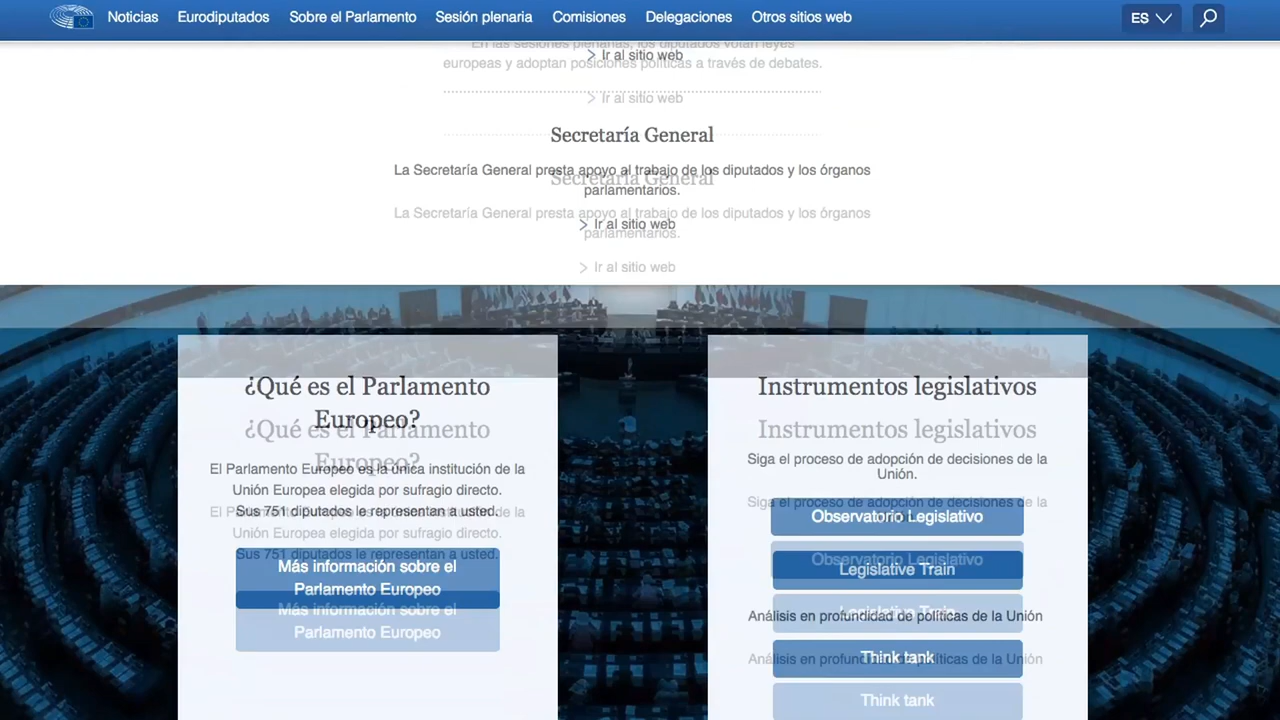 Noticias Eurodiputados Sobre el Parlamento Sesión plenaria Comisiones Delegaciones Otros sitios web ES
En las sesiones plenarias, los diputados votan leyes
europeas y adoptan posiciones políticas a través de debates.
Ir al sitio web
Ir al sitio web
Secretaría General
La Secretaría General presta apoyo al trabajo de los diputados y los órganos
parlamentarios.
Secretaría General
La Secretaría General presta apoyo al trabajo de los diputados y los órganos
parlamentarios.
Ir al sitio web
Ir al sitio web
¿Qué es el Parlamento
Europeo?
¿Qué es el Parlamento
Europeo?
El Parlamento Europeo es la única institución de la
Unión Europea elegida por sufragio directo.
Sus 751 diputados le representan a usted.
El Parlamento Europeo es la única institución de la
Unión Europea elegida por sufragio directo.
Sus 751 diputados le representan a usted.
Más información sobre el
Parlamento Europeo
Más información sobre el
Parlamento Europeo
Instrumentos legislativos
Instrumentos legislativos
Siga el proceso de adopción de decisiones de la
Unión.
Siga el proceso de adopción de decisiones de la
Observatorio Legislativo
Observatorio Legislativo
Legislative Train
Legislative Train
Análisis en profundidad de políticas de la Unión
Análisis en profundidad de políticas de la Unión
Think tank
Think tank